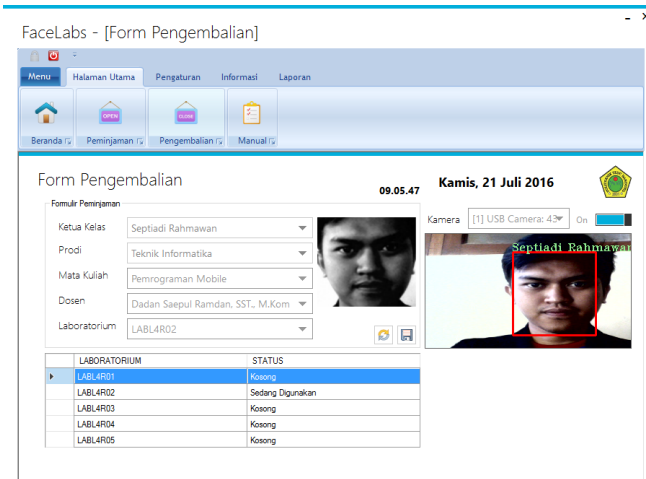 FaceLabs - [Form Pengembalian]
Menu Halaman Utama Pengaturan Informasi Laporan
OPEN CLOSE
Beranda Peminjaman Pengembalian Manual
Form Pengembalian
09.05.47
Kamis, 21 Juli 2016
Formulir Peminjaman
Ketua Kelas Septiadi Rahmawan
Prodi Teknik Informatika
Mata Kuliah Pemrograman Mobile
Dosen Dadan Saepul Ramdan, SST., M.Kom
Laboratorium LABL4R02
Kamera [1] USB Camera: 43 On
Septiadi Rahmawan
LABORATORIUM STATUS
LABL4R01 Kosong
LABL4R02 Sedang Digunakan
LABL4R03 Kosong
LABL4R04 Kosong
LABL4R05 Kosong